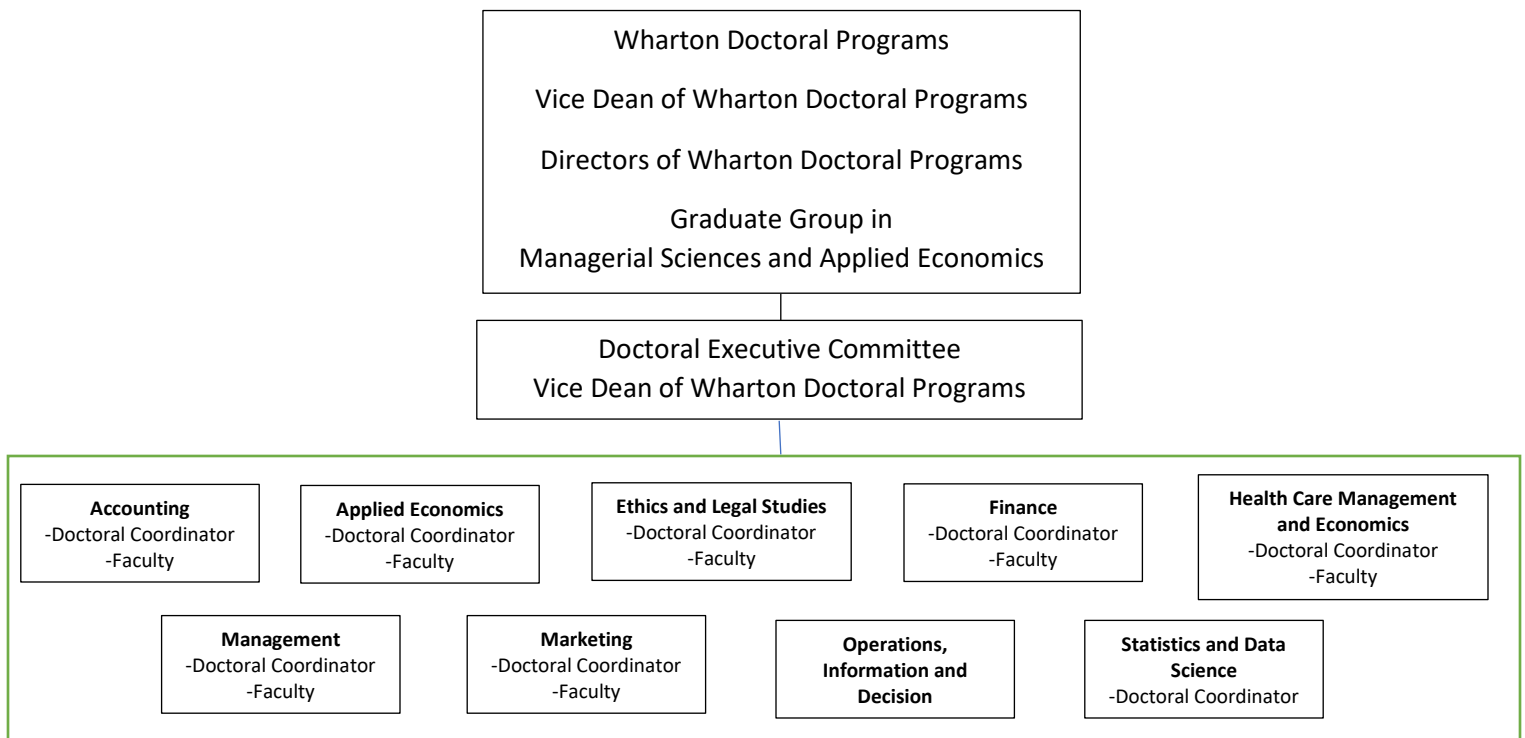 Wharton Doctoral Programs
Vice Dean of Wharton Doctoral Programs
Directors of Wharton Doctoral Programs
Graduate Group in
Managerial Sciences and Applied Economics
Doctoral Executive Committee
Vice Dean of Wharton Doctoral Programs
Accounting
-Doctoral Coordinator
-Faculty
Applied Economics
-Doctoral Coordinator
-Faculty
Ethics and Legal Studies
-Doctoral Coordinator
-Faculty
Finance
-Doctoral Coordinator
-Faculty
Health Care Management
and Economics
-Doctoral Coordinator
-Faculty
Management
-Doctoral Coordinator
-Faculty
Marketing
-Doctoral Coordinator
-Faculty
Operations,
Information and
Decision
Statistics and Data
Science
-Doctoral Coordinator